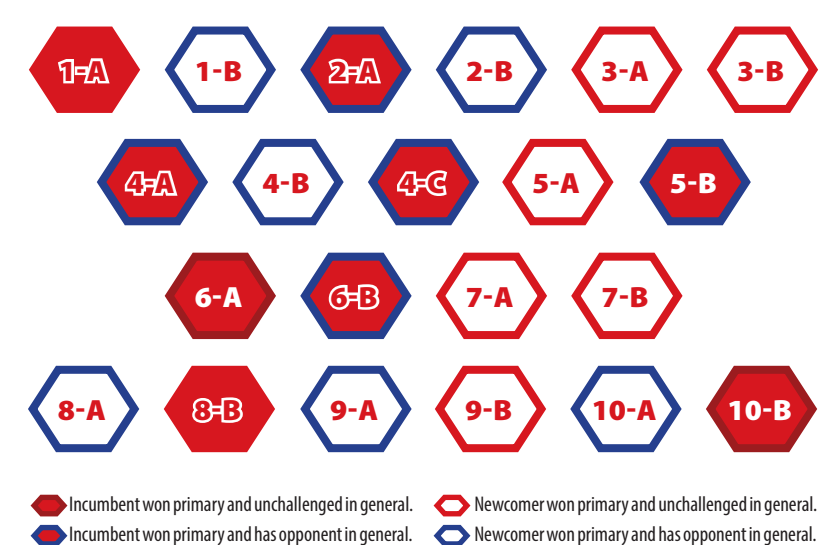 1-A 1-B 2-A 2-B 3-A 3-B
4-A 4-B 4-C 5-A 5-B
6-A 6-B 7-A 7-B
8-A 8-B 9-A 9-B 10-A 10-B
Incumbent won primary and unchallenged in general. Newcomer won primary and unchallenged in general.
Incumbent won primary and has opponent in general. Newcomer won primary and has opponent in general.